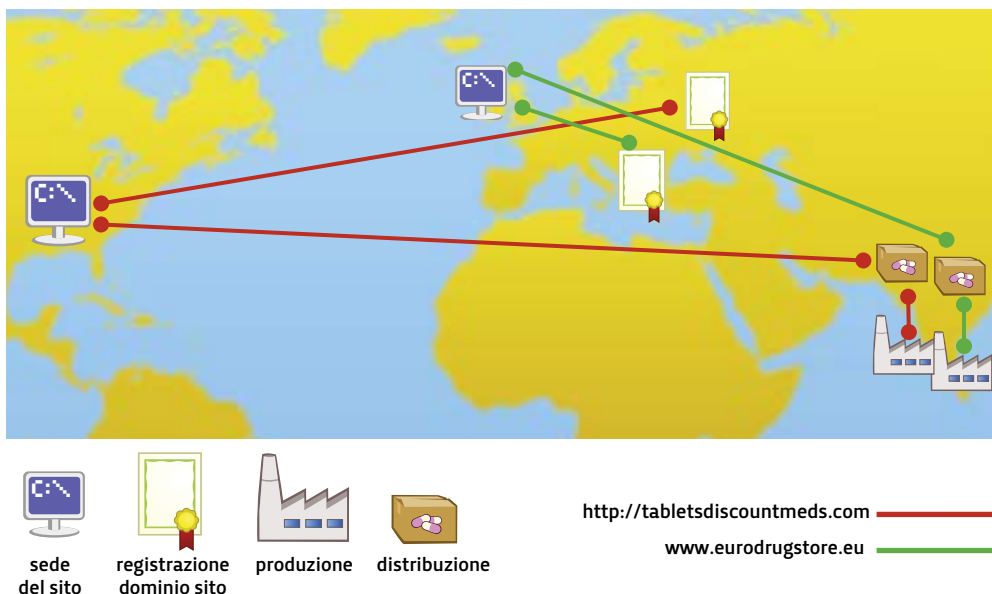 C:\
C:\
C:\
http://tabletsdiscountmeds.com
www.eurodrugstore.eu
sede
del sito
registrazione
dominio sito
produzione
distribuzione